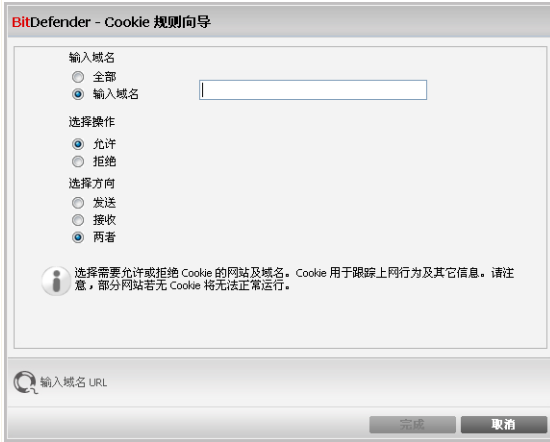 BitDefender - Cookie 规则向导
输入域名
全部
输入域名
选择操作
允许
拒绝
选择方向
发送
接收
两者
选择需要允许或拒绝 Cookie 的网站及域名。Cookie 用于跟踪上网行为及其它信息。请注
意，部分网站若无 Cookie 将无法正常运行。
输入域名 URL
完成
取消